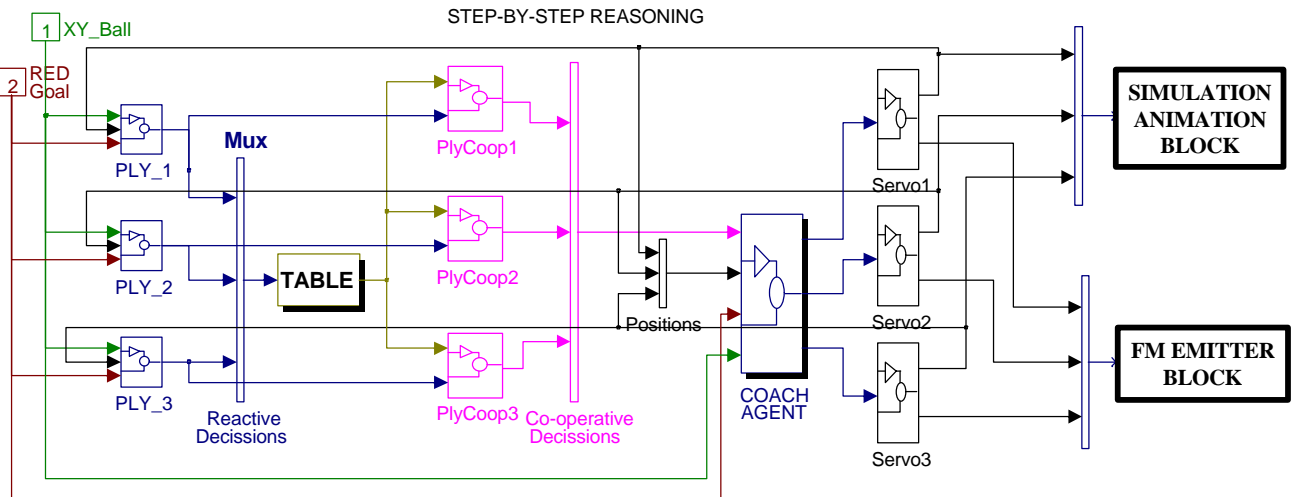 STEP-BY-STEP REASONING
1 XY_Ball
2 RED
Goal
PLY_1
Mux
PlyCoop1
Servo1
SIMULATION
ANIMATION
BLOCK
PLY_2
TABLE
PlyCoop2
Positions
Servo2
PLY_3
Reactive
Decissions
PlyCoop3
Co-operative
Decissions
COACH
AGENT
Servo3
FM EMITTER
BLOCK